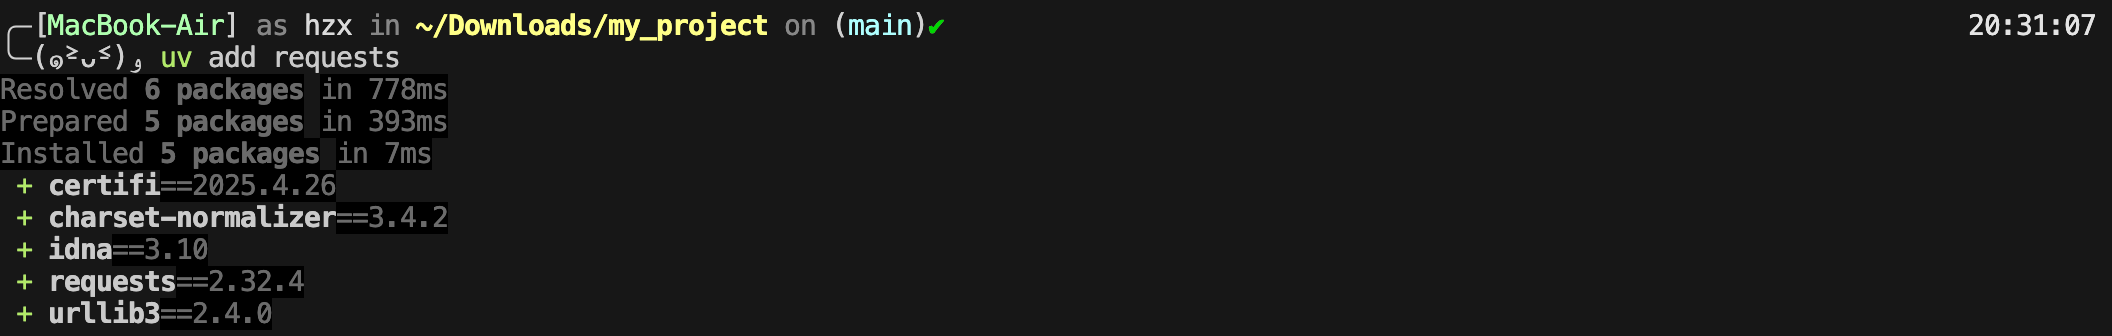 ╭─[MacBook-Air] as hzx in ~/Downloads/my_project on (main)✔ 20:31:07
╰─(๑˃̵ᴗ˂̵)و uv add requests
Resolved 6 packages in 778ms
Prepared 5 packages in 393ms
Installed 5 packages in 7ms
+ certifi==2025.4.26
+ charset-normalizer==3.4.2
+ idna==3.10
+ requests==2.32.4
+ urllib3==2.4.0